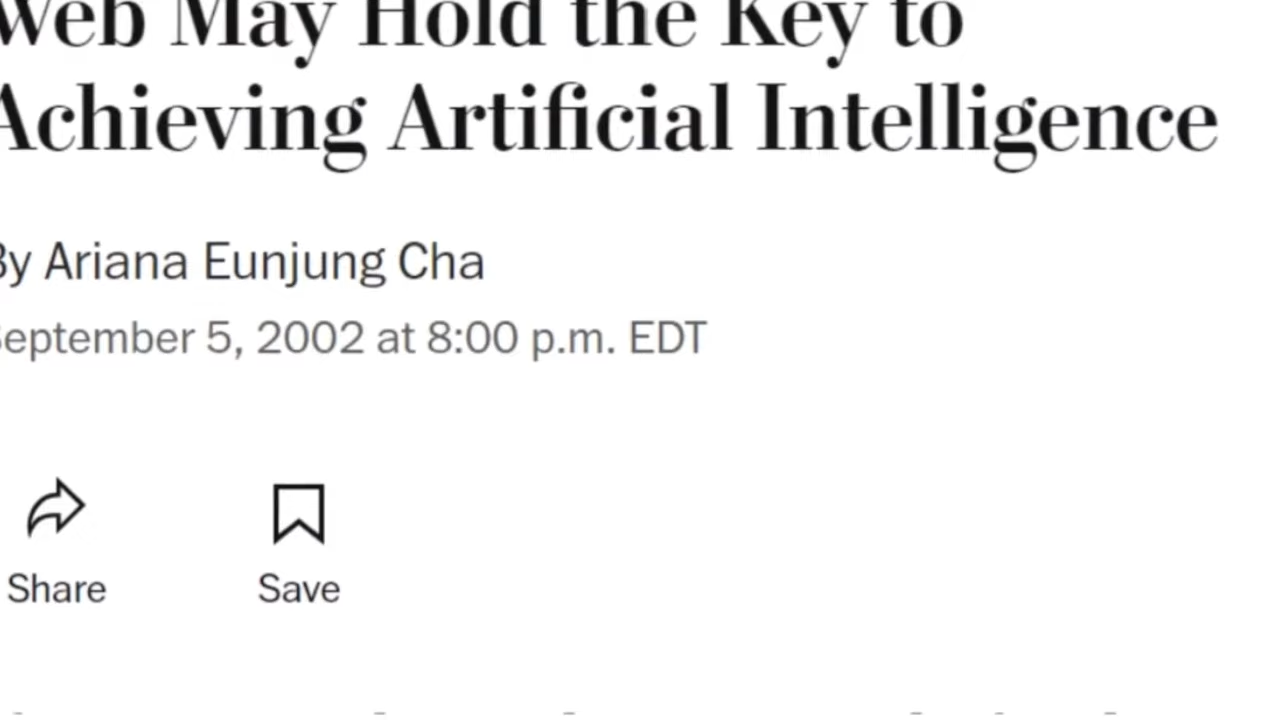 Web May Hold the Key to
Achieving Artificial Intelligence
By Ariana Eunjung Cha
September 5, 2002 at 8:00 p.m. EDT
Share
Save